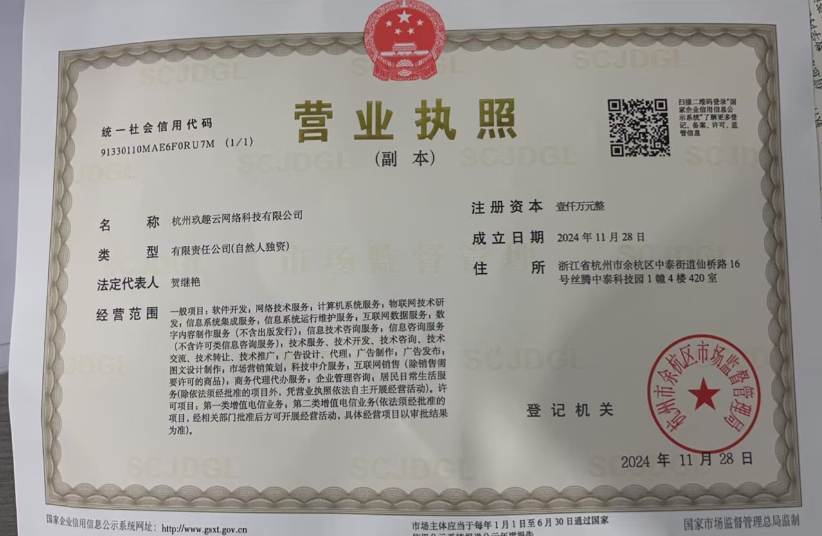 营业执照
(副 本)
统一社会信用代码
91330110MAE6F0RU7M (1/1)
扫描二维码登录“国
家企业信用信息公
示系统”了解更多登
记、备案、许可、监
管信息
名 称 杭州玖趣云网络科技有限公司
类 型 有限责任公司(自然人独资)
法定代表人 贺继艳
经营范围 一般项目：软件开发；网络技术服务；计算机系统服务；物联网技术研
发；信息系统集成服务；信息系统运行维护服务；互联网数据服务；数
字内容制作服务（不含出版发行）；信息技术咨询服务；信息咨询服务
（不含许可类信息咨询服务）；技术服务、技术开发、技术咨询、技术
交流、技术转让、技术推广；广告设计、代理；广告制作；广告发布；
图文设计制作；市场营销策划；科技中介服务；互联网销售（除销售需
要许可的商品）；商务代理代办服务；企业管理咨询；居民日常生活服
务(除依法须经批准的项目外，凭营业执照依法自主开展经营活动)。许
可项目：第一类增值电信业务；第二类增值电信业务(依法须经批准的
项目，经相关部门批准后方可开展经营活动，具体经营项目以审批结果
为准)。
注册资本 壹仟万元整
成立日期 2024年11月28日
住 所 浙江省杭州市余杭区中泰街道仙桥路16
号丝腾中泰科技园1幢4楼420室
登记机关
杭州市余杭区市场监督管理局
2024年11月28日
国家企业信用信息公示系统网址：http://www.gsxt.gov.cn
市场主体应当于每年1月1日至6月30日通过国家
国家市场监督管理总局监制
SCJDGL
市场监督管理